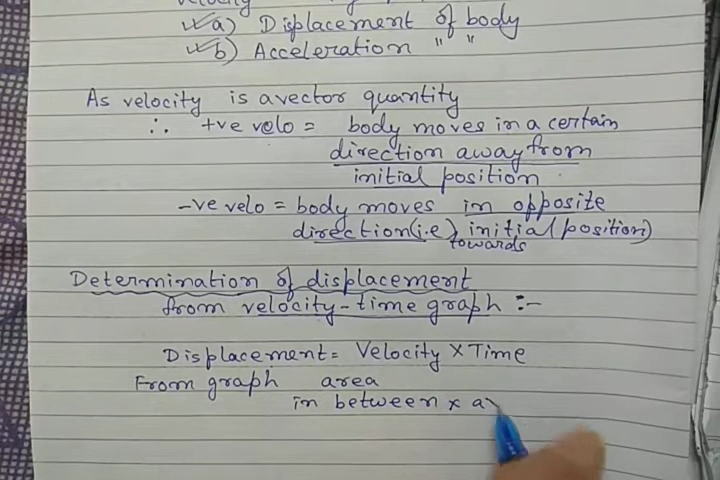 velocity
a) Displacement of body
b) Acceleration " "
As velocity is a vector quantity
∴ +ve velo = body moves in a certain
direction away from
initial position.
-ve velo = body moves in opposite
direction (i.e) initial position)
towards
Determination of displacement
from velocity-time graph :-
Displacement = Velocity × Time
From graph area
in between x a